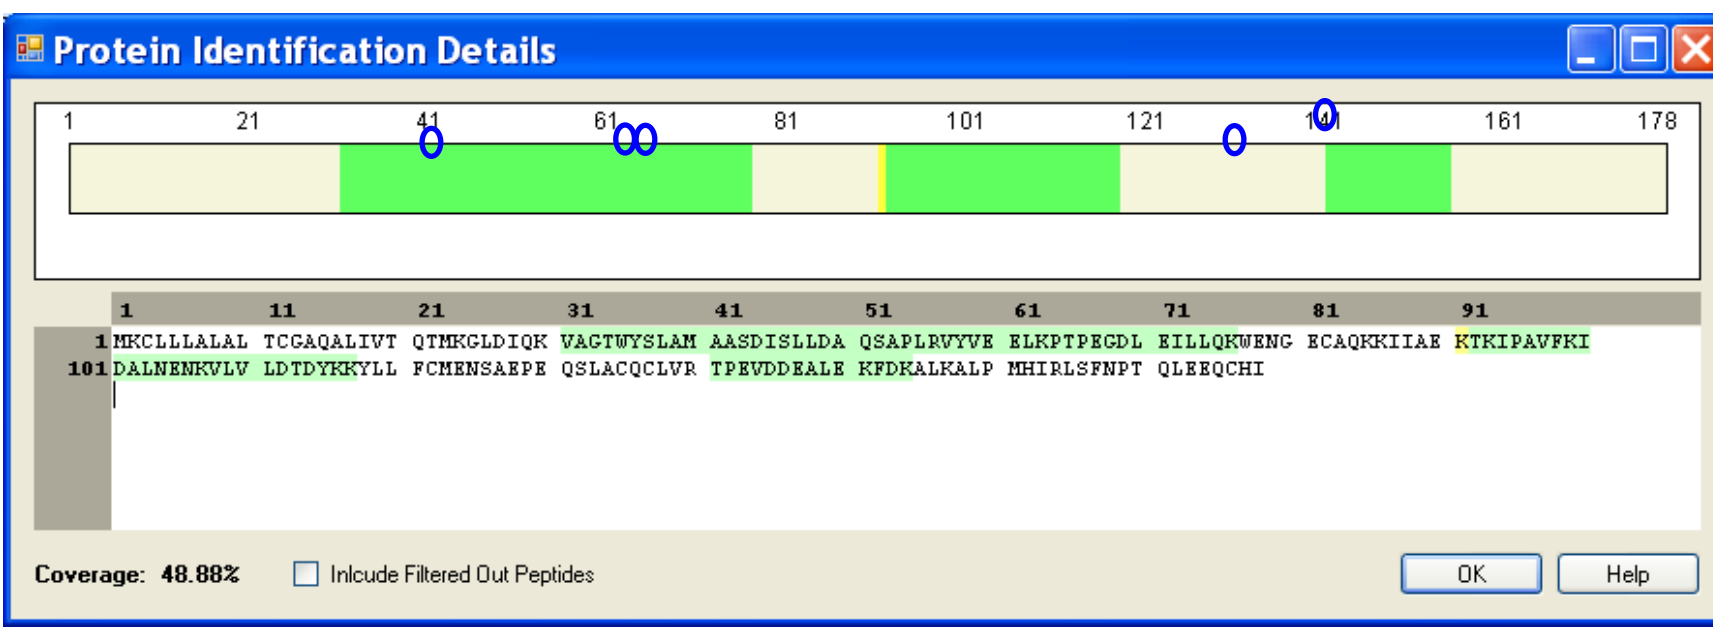 Protein Identification Details
1 21 41 61 81 101 121 141 161 178
1 11 21 31 41 51 61 71 81 91
1 MKCLLLALAL TCGAQALIVT QTMKGLDIQK VAGTWYSLAM AASDISLLDA QSAPLRVYVE ELKPTPEGDL EILLQKWENG ECAQKKIIAE KTKIPAVFKI
101 DALNENKVLV LDTDYKKYLL FCMENSAEPE QSLACQCLVR TPEVDDEALE KFDKALKALP MHIRLSFNPT QLEEQCHI
Coverage: 48.88% Inlcude Filtered Out Peptides OK Help